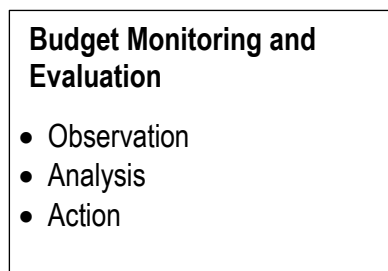 Budget Monitoring and
Evaluation
• Observation
• Analysis
• Action